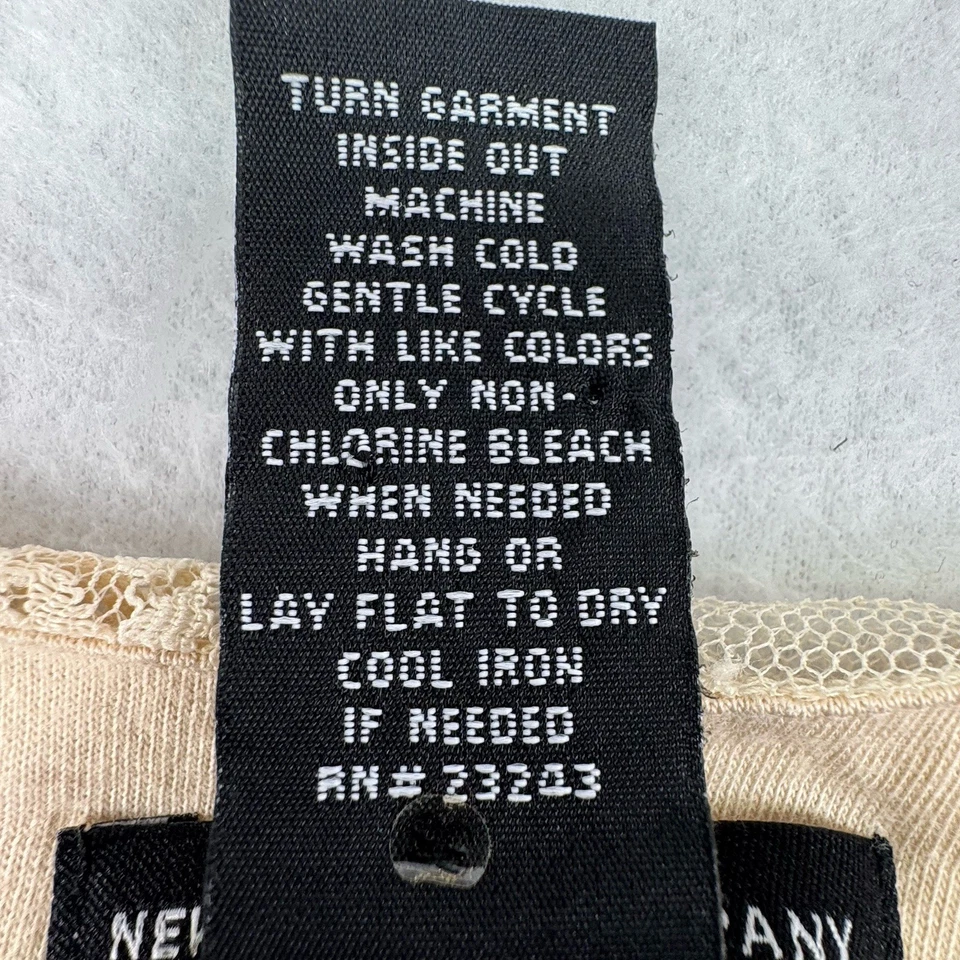 TURN GARMENT
INSIDE OUT
MACHINE
WASH COLD
GENTLE CYCLE
WITH LIKE COLORS
ONLY NON-
CHLORINE BLEACH
WHEN NEEDED
HANG OR
LAY FLAT TO DRY
COOL IRON
IF NEEDED
RN# 23243